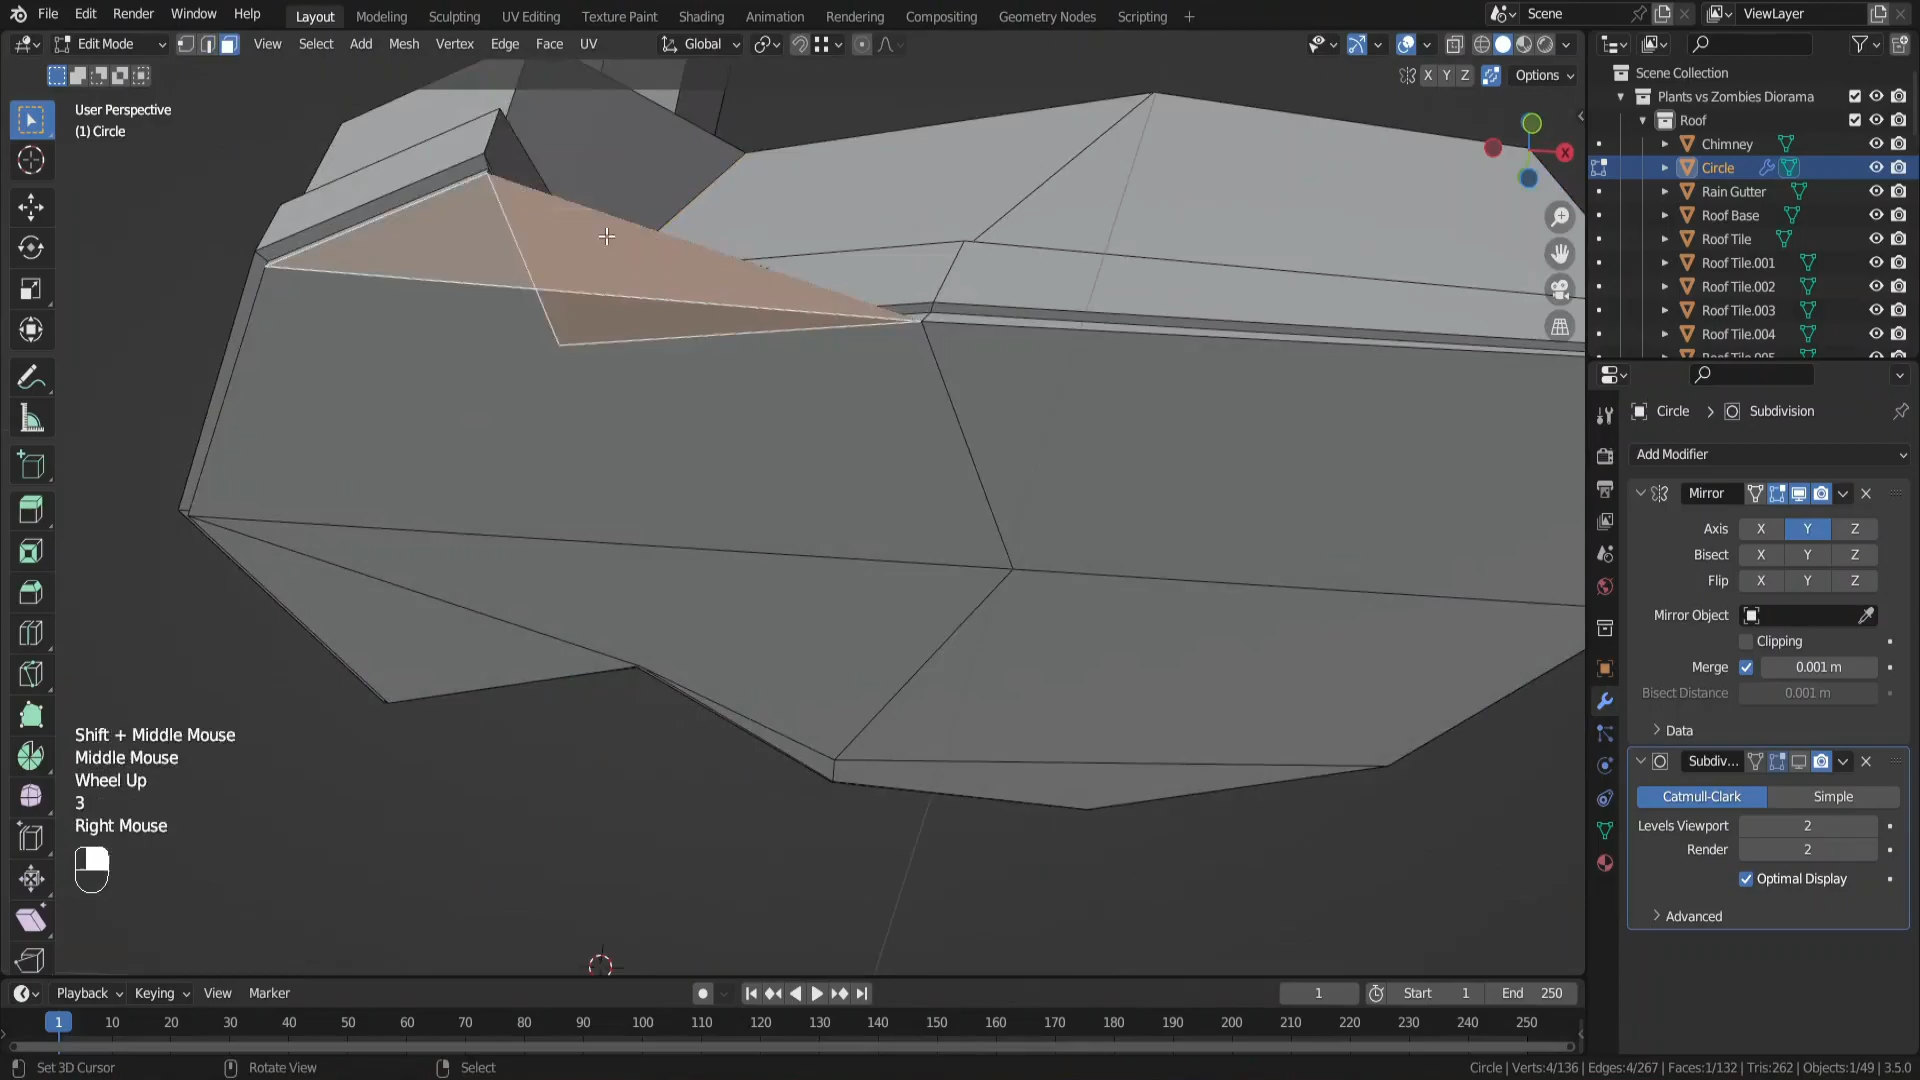 File Edit Render Window Help Layout Modeling Sculpting UV Editing Texture Paint Shading Animation Rendering Compositing Geometry Nodes Scripting + Scene ViewLayer
Edit Mode View Select Add Mesh Vertex Edge Face UV Global
X Y Z Options
User Perspective
(1) Circle
X
Shift + Middle Mouse
Middle Mouse
Wheel Up
3
Right Mouse
Scene Collection
Plants vs Zombies Diorama
Roof
Chimney
Circle
Rain Gutter
Roof Base
Roof Tile
Roof Tile.001
Roof Tile.002
Roof Tile.003
Roof Tile.004
Roof Tile.005
Circle > Subdivision
Add Modifier
Mirror
Axis X Y Z
Bisect X Y Z
Flip X Y Z
Mirror Object
Clipping
Merge 0.001 m
Bisect Distance 0.001 m
Data
Subdiv...
Catmull-Clark Simple
Levels Viewport 2
Render 2
Optimal Display
Advanced
Playback Keying View Marker 1 Start 1 End 250
1 10 20 30 40 50 60 70 80 90 100 110 120 130 140 150 160 170 180 190 200 210 220 230 240 250
Set 3D Cursor Rotate View Select Circle | Verts:4/136 | Edges:4/267 | Faces:1/132 | Tris:262 | Objects:1/49 | 3.5.0